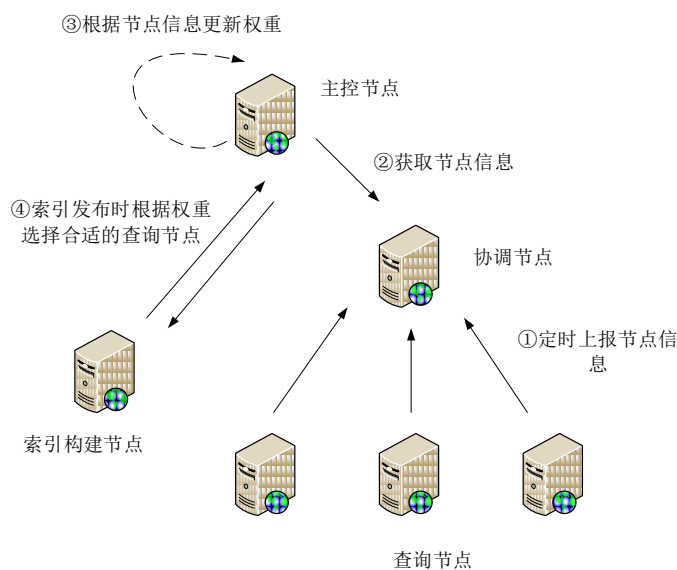 ③根据节点信息更新权重
主控节点
②获取节点信息
④索引发布时根据权重
选择合适的查询节点
协调节点
①定时上报节点信
息
索引构建节点
查询节点